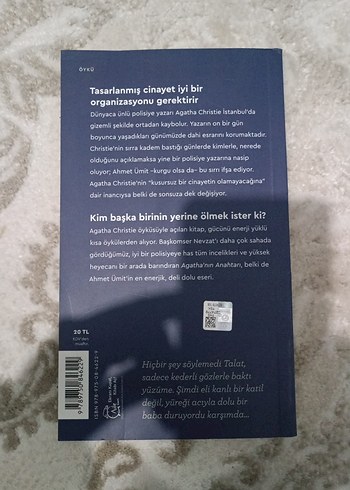 ÖYKÜ
Tasarlanmış cinayet iyi bir
organizasyonu gerektirir
Dünyaca ünlü polisiye yazarı Agatha Christie İstanbul'da
gizemli şekilde ortadan kaybolur. Yazarın on bir gün
boyunca yaşadıkları günümüzde dahi esrarını korumaktadır.
Christie'nin sırra kadem bastığı günlerde kimlerle, nerede
olduğunu açıklamaksa yine bir polisiye yazarına nasip
oluyor; Ahmet Ümit –kurgu olsa da– bu sırrı ifşa ediyor.
Agatha Christie'nin "kusursuz bir cinayetin olamayacağına"
dair inancıysa belki de sonsuza dek değişiyor.
Kim başka birinin yerine ölmek ister ki?
Agatha Christie öyküsüyle açılan kitap, gücünü enerji yüklü
kısa öykülerden alıyor. Başkomser Nevzat'ı daha çok sahada
gördüğümüz, iyi bir polisiyeye has tüm incelikleri ve yüksek
heyecanı bir arada barındıran Agatha'nın Anahtarı, belki de
Ahmet Ümit'in en enerjik, deli dolu eseri.
30 TL
KDV'den
muaftır.
Hiçbir şey söylemedi Talat,
sadece kederli gözlerle baktı
yüzüme. Şimdi eli kanlı bir katil
değil, yüreği acıyla dolu bir
baba duruyordu karşımda...